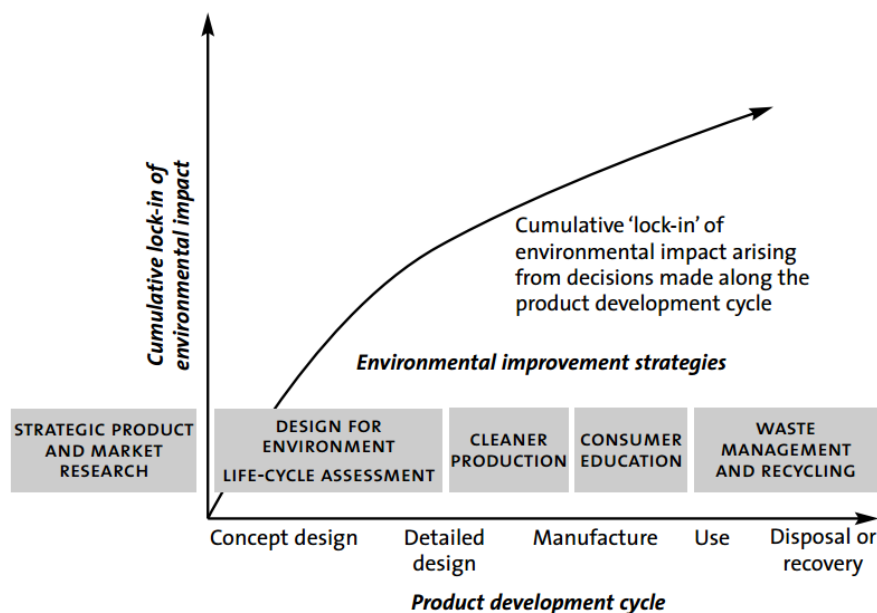 Cumulative lock-in of
environmental impact
Cumulative ‘lock-in’ of
environmental impact arising
from decisions made along the
product development cycle
Environmental improvement strategies
STRATEGIC PRODUCT
AND MARKET
RESEARCH
DESIGN FOR
ENVIRONMENT
LIFE-CYCLE ASSESSMENT
CLEANER
PRODUCTION
CONSUMER
EDUCATION
WASTE
MANAGEMENT
AND RECYCLING
Concept design
Detailed
design
Manufacture
Use
Disposal or
recovery
Product development cycle